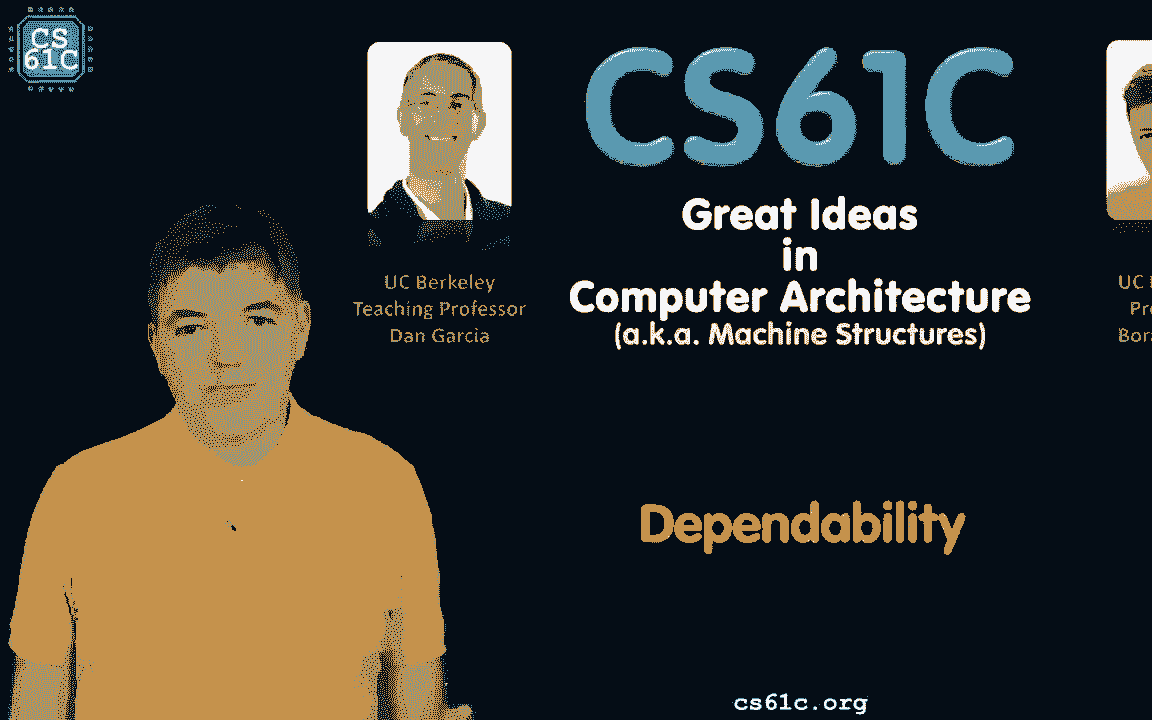 CS
61C
CS61C
Great Ideas
in
Computer Architecture
(a.k.a. Machine Structures)
UC Berkeley
Teaching Professor
Dan Garcia
UC
Dependability
cs61c.org